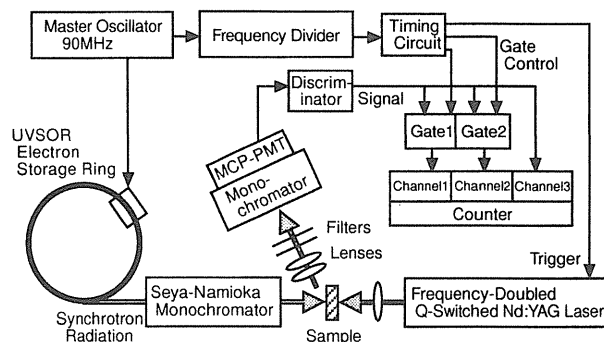 Master Oscillator
90MHz
Frequency Divider
Timing
Circuit
Gate
Control
Discrim-
inator
Signal
Gate1
Gate2
UVSOR
Electron
Storage Ring
MCP-PMT
Mono-
chromator
Channel1
Channel2
Channel3
Counter
Filters
Lenses
Trigger
Seya-Namioka
Monochromator
Frequency-Doubled
Q-Switched Nd:YAG Laser
Synchrotron
Radiation
Sample